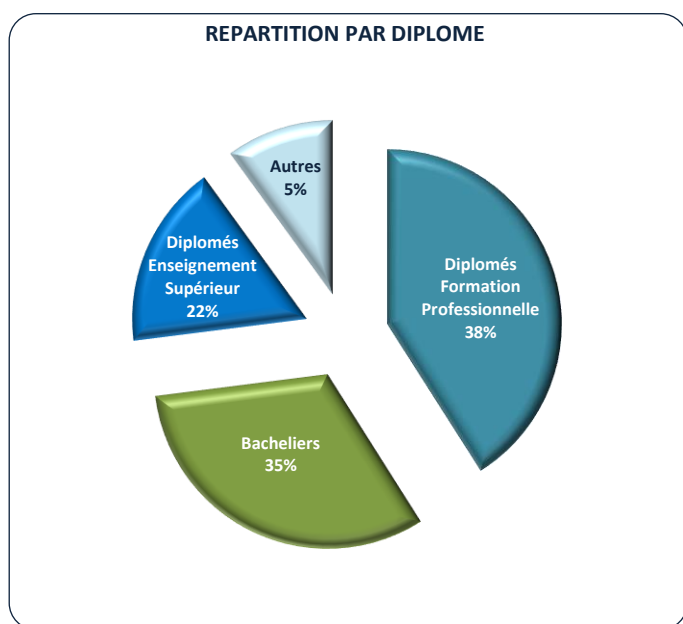 REPARTITION PAR DIPLOME
Autres
5%
Diplomés
Enseignement
Supérieur
22%
Diplomés
Formation
Professionnelle
38%
Bacheliers
35%